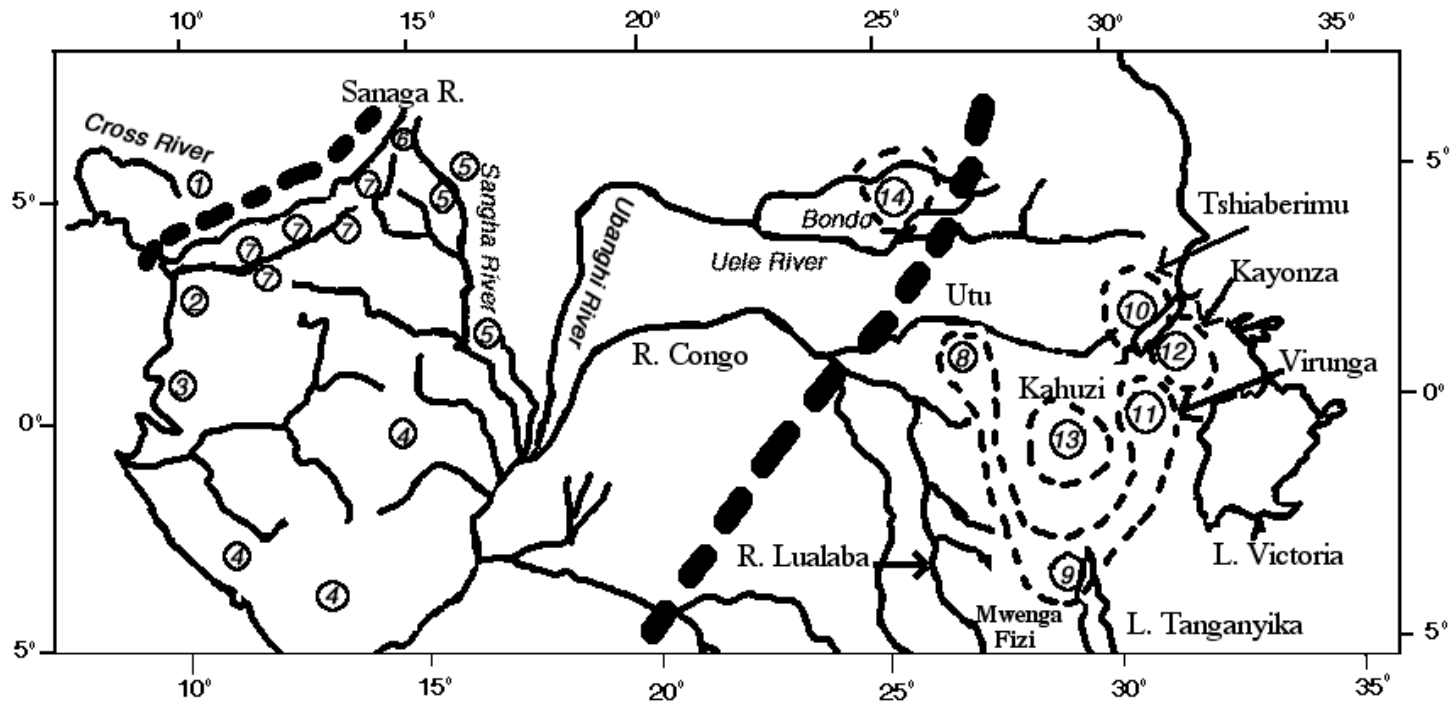 10° 15° 20° 25° 30° 35°
Sanaga R.
Cross River
6
5
5°
1
7
5
Sangha River
14
Tshiaberimu
5°
7
7
7
Ubanghi River
Bondo
Uele River
Kayonza
7
2
Utu
10
5
R. Congo
8
12
Virunga
3
Kahuzi
11
0°
0°
4
13
R. Lualaba
L. Victoria
4
9
4
Mwenga
Fizi
L. Tanganyika
5°
5°
10° 15° 20° 25° 30° 35°